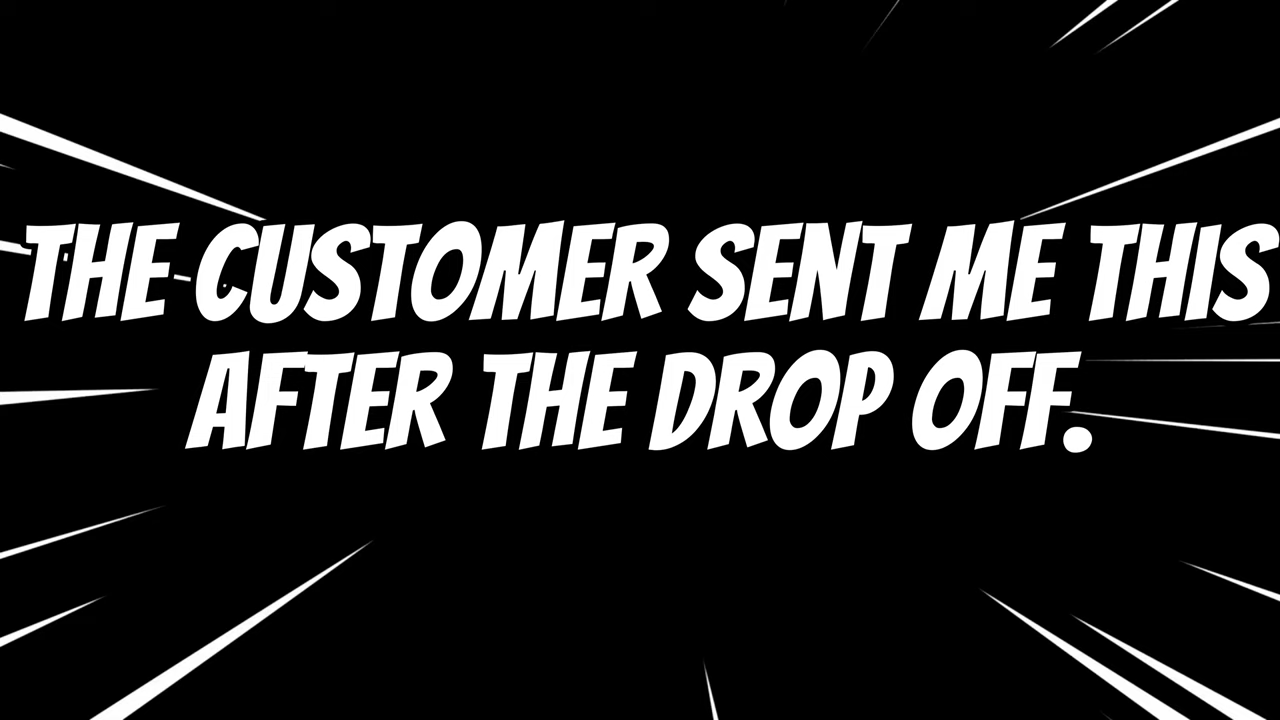 THE CUSTOMER SENT ME THIS
AFTER THE DROP OFF.